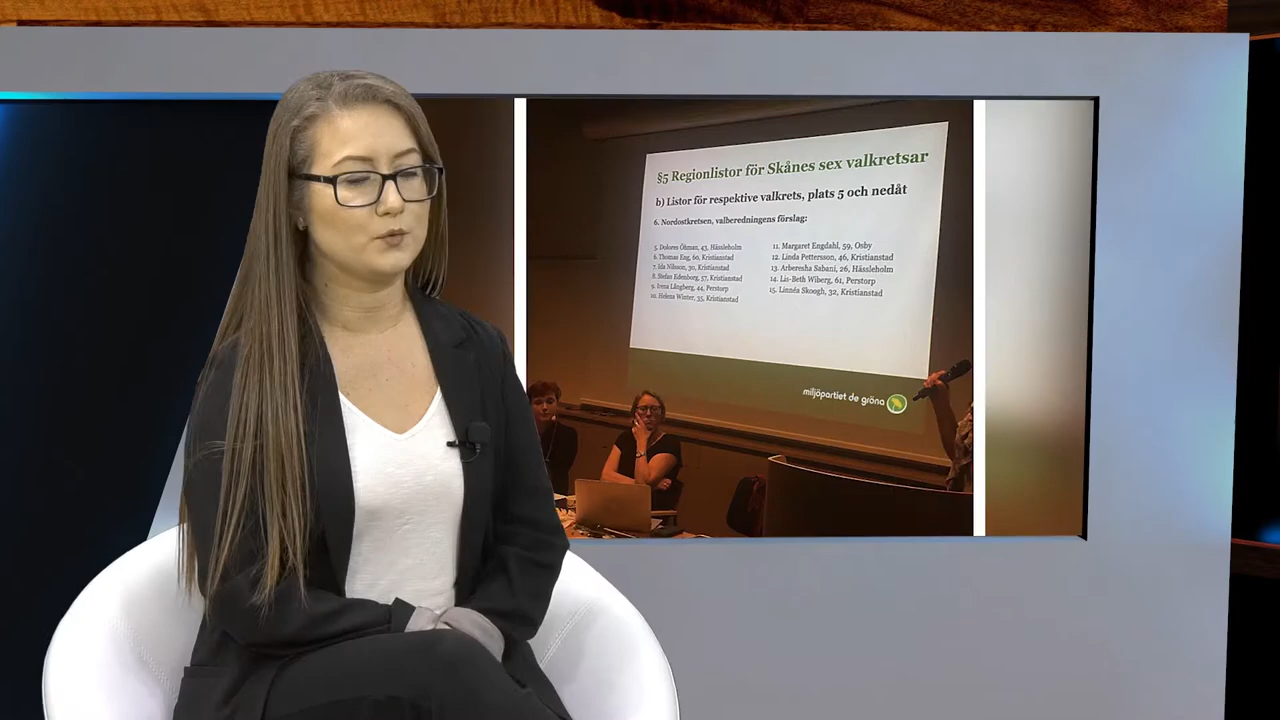 §5 Regionlistor för Skånes sex valkretsar
b) Listor för respektive valkrets, plats 5 och nedåt
6. Nordostkretsen, valberedningens förslag:
5. Dolores Öhman, 43, Hässleholm
6. Thomas Eng, 60, Kristianstad
7. Ida Nilsson, 30, Kristianstad
8. Stefan Edenborg, 57, Kristianstad
9. Irena Långberg, 44, Perstorp
10. Helena Winter, 35, Kristianstad
11. Margaret Engdahl, 59, Osby
12. Linda Pettersson, 46, Kristianstad
13. Arberesha Sabani, 26, Hässleholm
14. Lis-Beth Wiberg, 61, Perstorp
15. Linnéa Skoogh, 32, Kristianstad
miljöpartiet de gröna